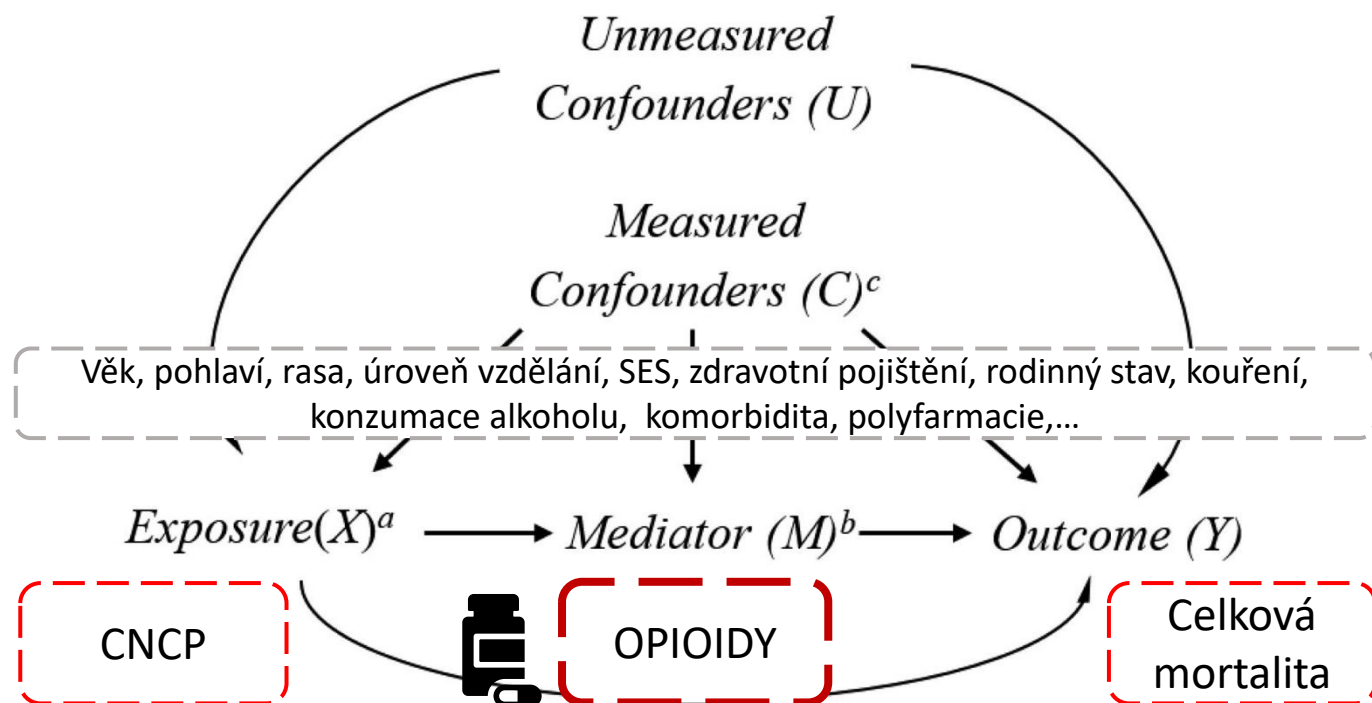 Unmeasured
Confounders (U)
Measured
Confounders (C)c
Věk, pohlaví, rasa, úroveň vzdělání, SES, zdravotní pojištění, rodinný stav, kouření,
konzumace alkoholu, komorbidita, polyfarmacie,...
Exposure(X)a
Mediator (M)b
Outcome (Y)
CNCP
OPIOIDY
Celková
mortalita